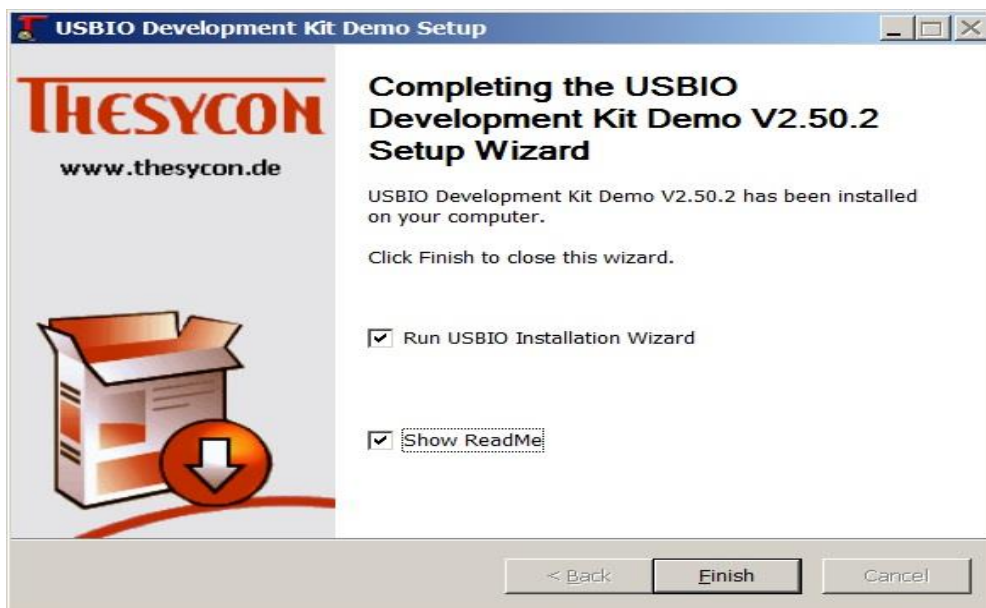 USBIO Development Kit Demo Setup
THESYCON
www.thesycon.de
Completing the USBIO
Development Kit Demo V2.50.2
Setup Wizard
USBIO Development Kit Demo V2.50.2 has been installed
on your computer.
Click Finish to close this wizard.
Run USBIO Installation Wizard
Show ReadMe
< Back
Finish
Cancel